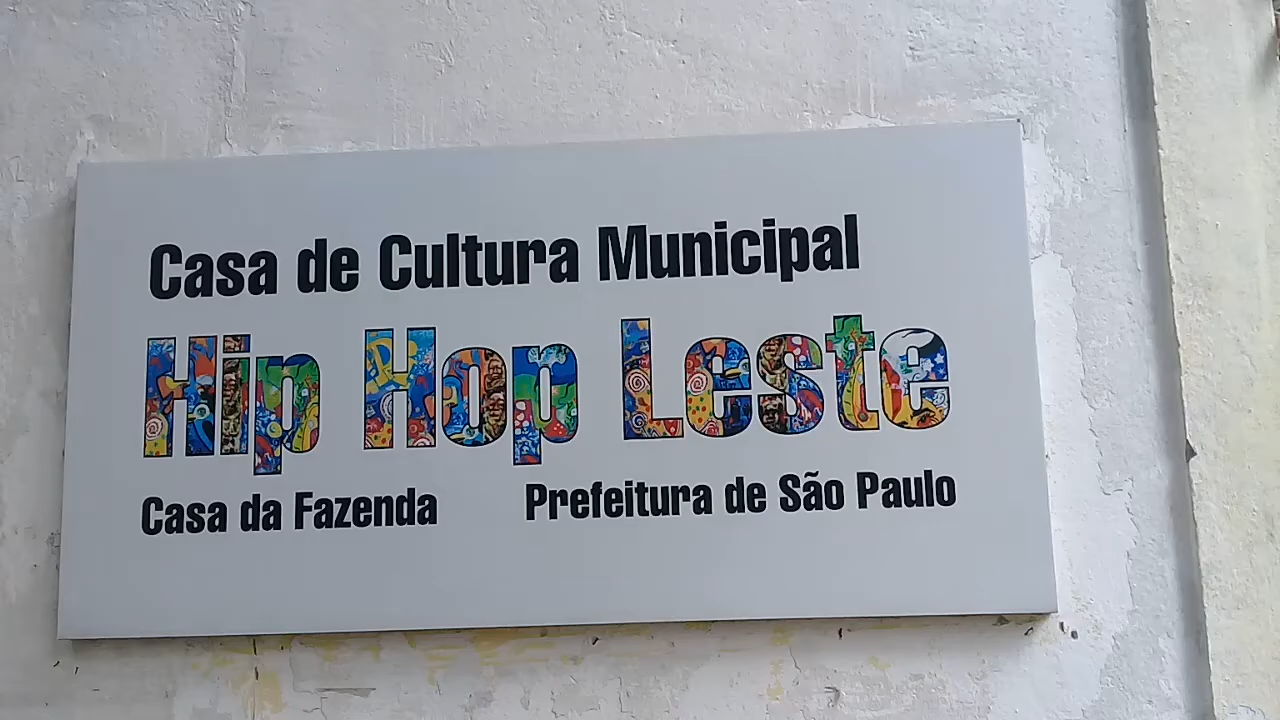 Casa de Cultura Municipal
Hip Hop Leste
Casa da Fazenda Prefeitura de São Paulo